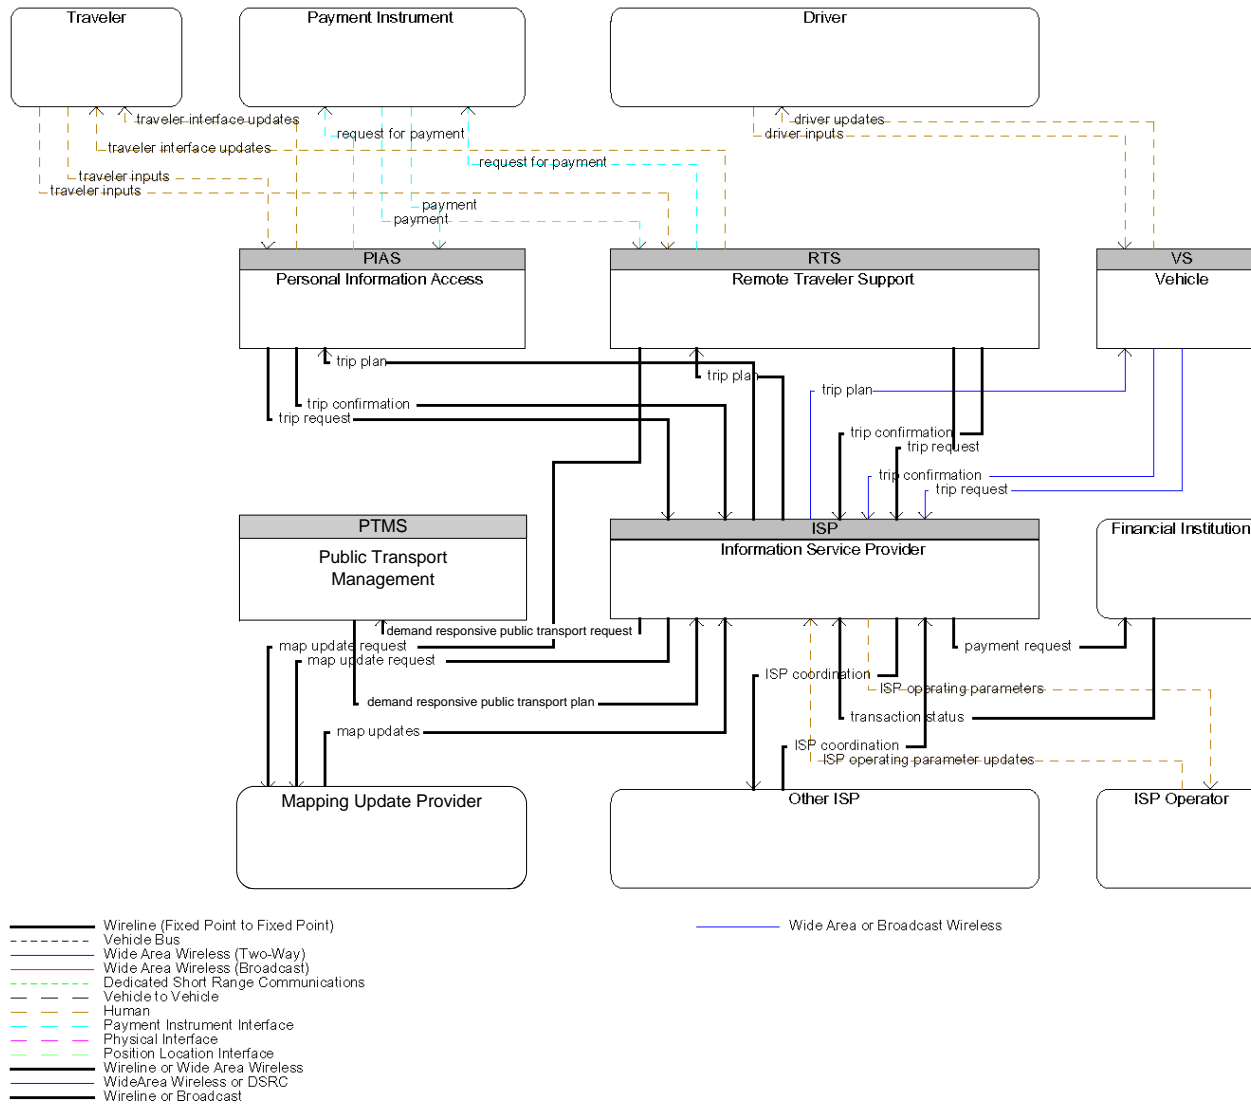 Traveler
Payment Instrument
Driver
traveler interface updates
request for payment
driver updates
driver inputs
traveler interface updates
request for payment
traveler inputs
traveler inputs
payment
payment
PIAS
Personal Information Access
RTS
Remote Traveler Support
VS
Vehicle
trip plan
trip plan
trip plan
trip confirmation
trip request
trip confirmation
trip request
trip confirmation
trip request
PTMS
Public Transport
Management
ISP
Information Service Provider
Financial Institution
demand responsive public transport request
map update request
map update request
payment request
ISP coordination
ISP operating parameters
demand responsive public transport plan
transaction status
map updates
ISP coordination
ISP operating parameter updates
Mapping Update Provider
Other ISP
ISP Operator
Wireline (Fixed Point to Fixed Point)
Vehicle Bus
Wide Area Wireless (Two-Way)
Wide Area Wireless (Broadcast)
Dedicated Short Range Communications
Vehicle to Vehicle
Human
Payment Instrument Interface
Physical Interface
Position Location Interface
Wireline or Wide Area Wireless
WideArea Wireless or DSRC
Wireline or Broadcast
Wide Area or Broadcast Wireless